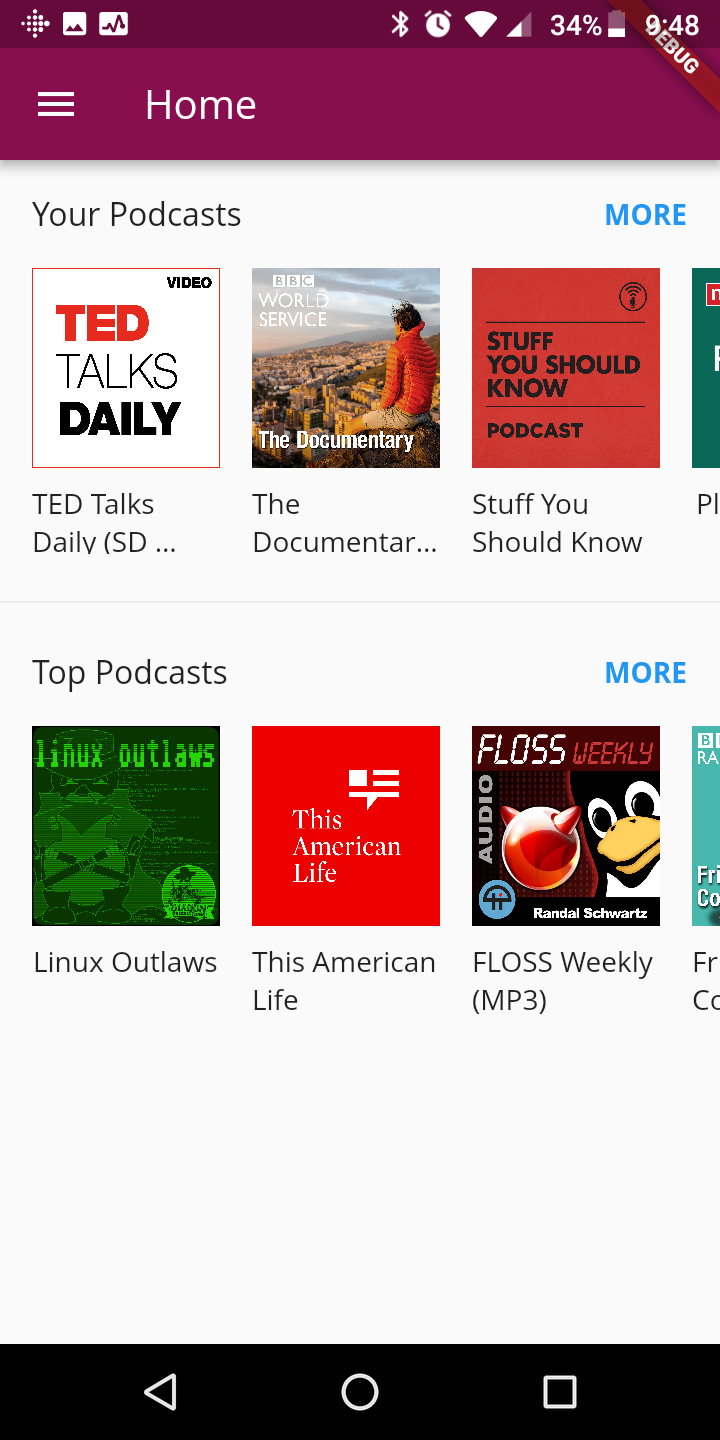 34% 9:48
DEBUG
Home
Your Podcasts
MORE
VIDEO
TED
TALKS
DAILY
BBC
WORLD
SERVICE
The Documentary
STUFF
YOU SHOULD
KNOW
PODCAST
TED Talks
Daily (SD ...
The
Documentar...
Stuff You
Should Know
Pl
Top Podcasts
MORE
linux outlaws
This
American
Life
FLOSS WEEKLY
AUDIO
Randal Schwartz
B
RA
Fri
Co
Linux Outlaws
This American
Life
FLOSS Weekly
(MP3)
Fr
Co